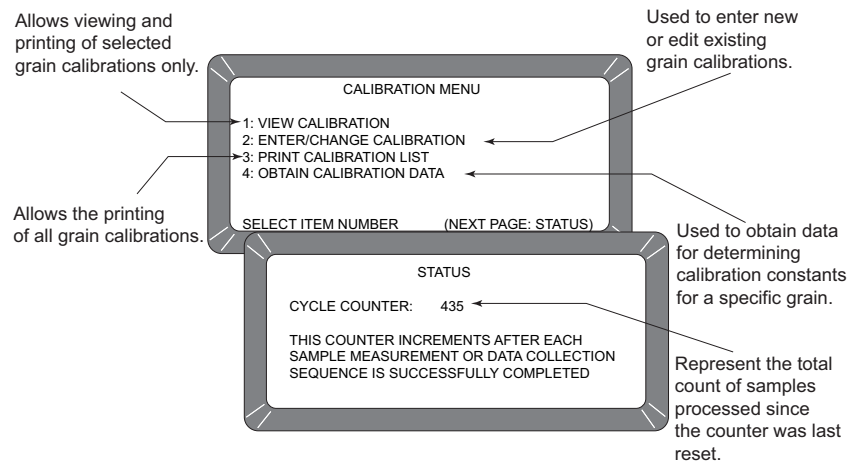 Allows viewing and
printing of selected
grain calibrations only.
Used to enter new
or edit existing
grain calibrations.
CALIBRATION MENU
1: VIEW CALIBRATION
2: ENTER/CHANGE CALIBRATION
3: PRINT CALIBRATION LIST
4: OBTAIN CALIBRATION DATA
SELECT ITEM NUMBER (NEXT PAGE: STATUS)
Allows the printing
of all grain calibrations.
Used to obtain data
for determining
calibration constants
for a specific grain.
STATUS
CYCLE COUNTER: 435
THIS COUNTER INCREMENTS AFTER EACH
SAMPLE MEASUREMENT OR DATA COLLECTION
SEQUENCE IS SUCCESSFULLY COMPLETED
Represent the total
count of samples
processed since
the counter was last
reset.